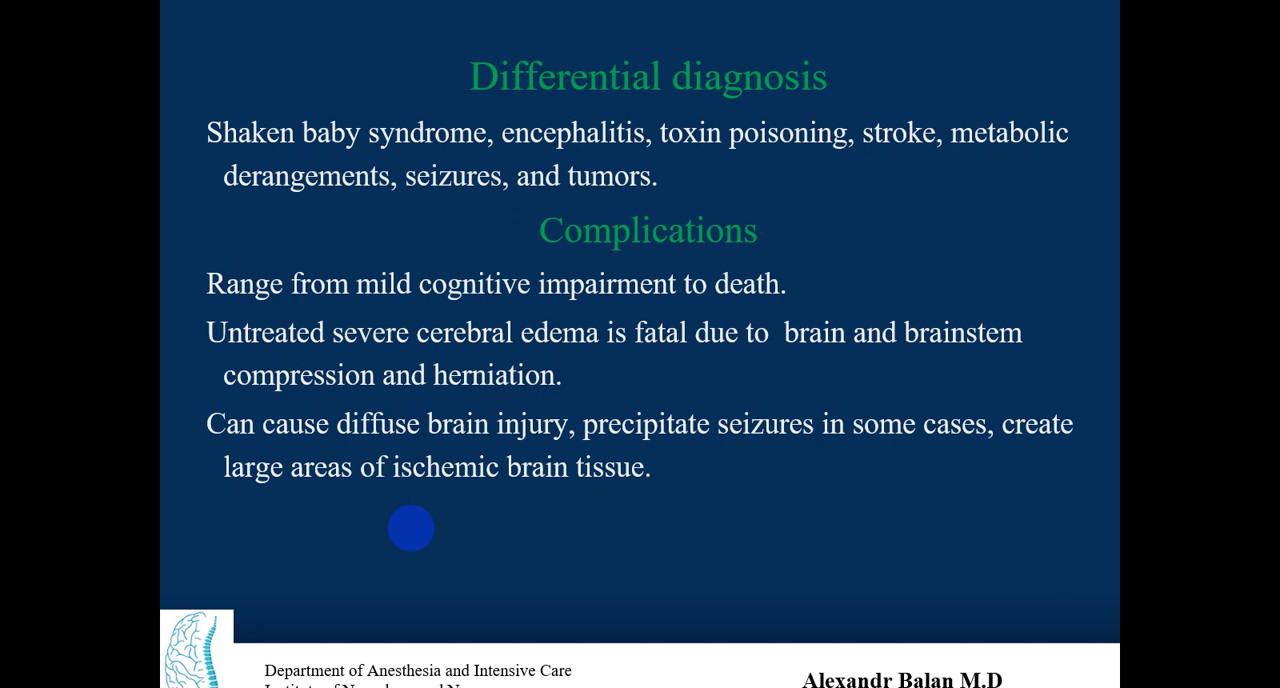 Differential diagnosis
Shaken baby syndrome, encephalitis, toxin poisoning, stroke, metabolic
derangements, seizures, and tumors.
Complications
Range from mild cognitive impairment to death.
Untreated severe cerebral edema is fatal due to  brain and brainstem
compression and herniation.
Can cause diffuse brain injury, precipitate seizures in some cases, create
large areas of ischemic brain tissue.
Department of Anesthesia and Intensive Care
Alexandr Balan M.D